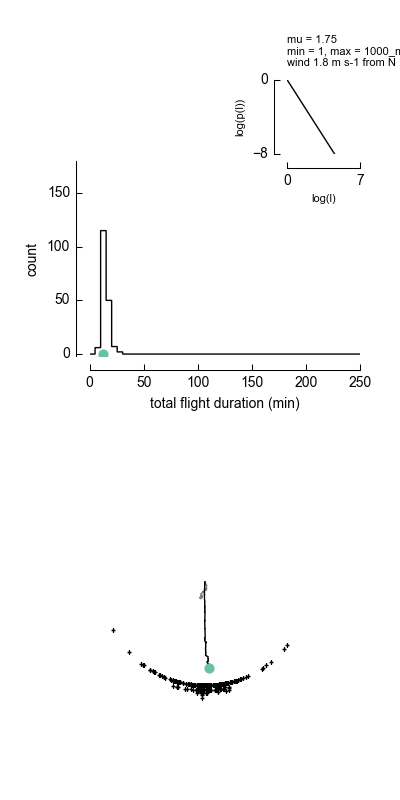 mu = 1.75
min = 1, max = 1000_m
wind 1.8 m s-1 from N
0
log(p(l))
−8
0 7
log(l)
150
100
count
50
0
0 50 100 150 200 250
total flight duration (min)